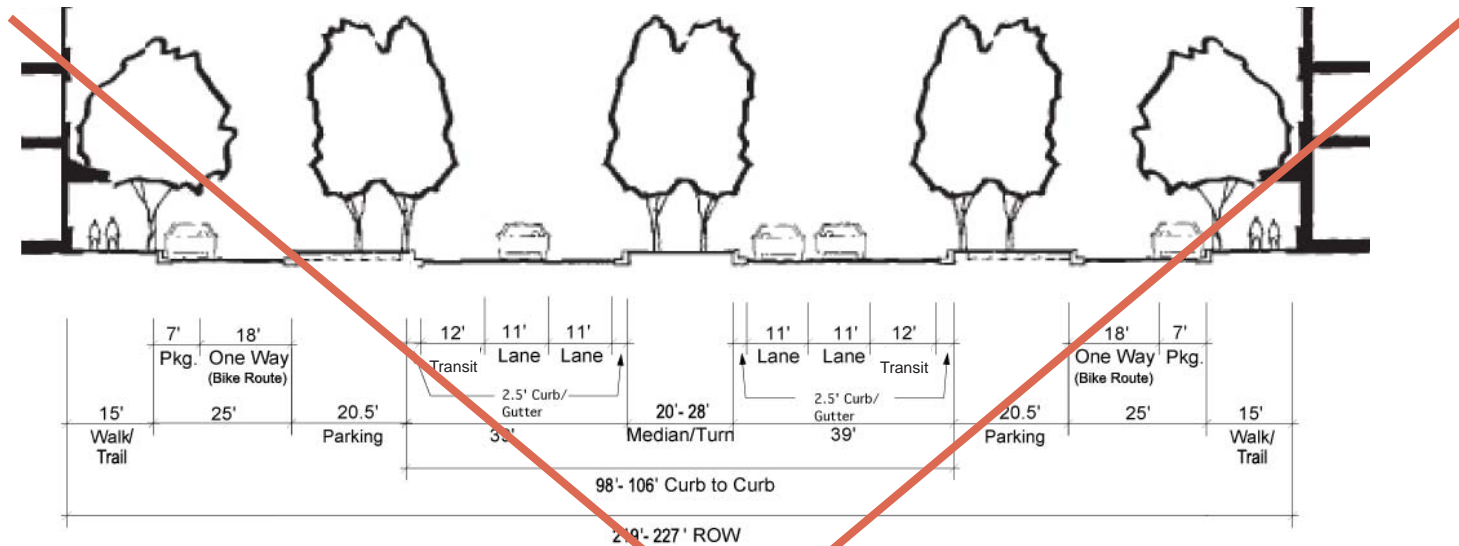 7' 18' 12' 11' 11' 11' 11' 12' 18' 7'
Pkg. One Way Transit Lane Lane Lane Lane Transit One Way Pkg.
(Bike Route) (Bike Route)
2.5' Curb/ 2.5' Curb/
Gutter Gutter
15' 25' 20.5' 20'- 28' 20.5' 25' 15'
Walk/ Parking 39' Median/Turn 39' Parking Walk/
Trail Trail
98'- 106' Curb to Curb
219'- 227' ROW